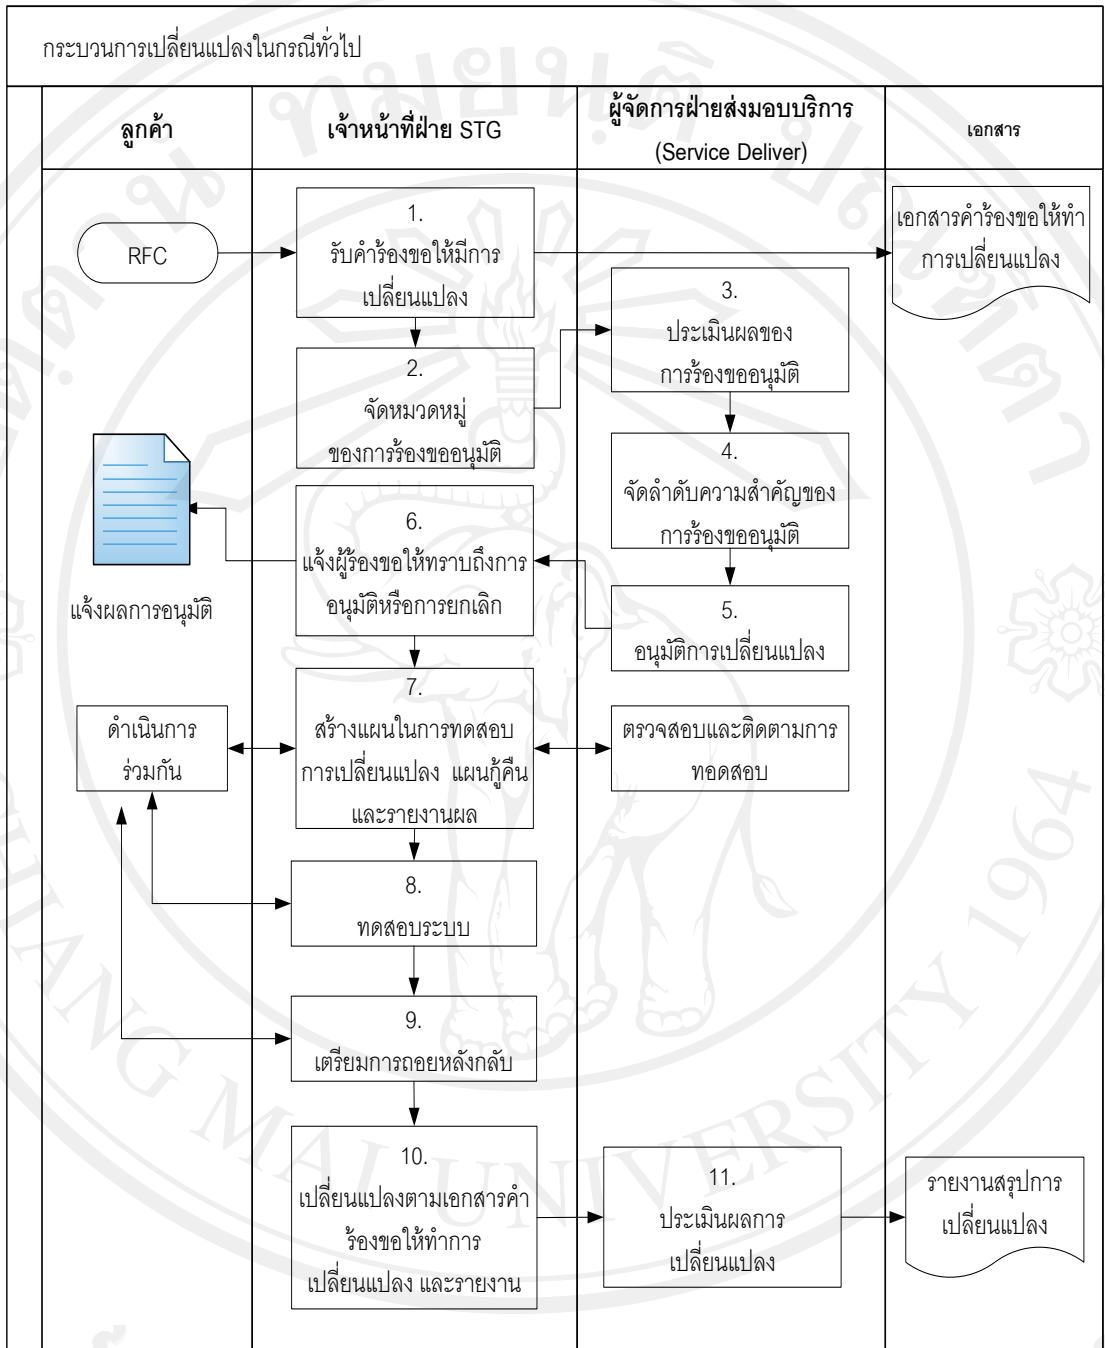 กระบวนการเปลี่ยนแปลงในกรณีทั่วไป
ลูกค้า
เจ้าหน้าที่ฝ่าย STG
ผู้จัดการฝ่ายส่งมอบบริการ
(Service Deliver)
เอกสาร
RFC
1.
รับคำร้องขอให้มีการ
เปลี่ยนแปลง
เอกสารคำร้องขอให้ทำ
การเปลี่ยนแปลง
2.
จัดหมวดหมู่
ของการร้องขออนุมัติ
3.
ประเมินผลของ
การร้องขออนุมัติ
4.
จัดลำดับความสำคัญของ
การร้องขออนุมัติ
5.
อนุมัติการเปลี่ยนแปลง
6.
แจ้งผู้ร้องขอให้ทราบถึงการ
อนุมัติหรือการยกเลิก
แจ้งผลการอนุมัติ
7.
สร้างแผนในการทดสอบ
การเปลี่ยนแปลง แผนกู้คืน
และรายงานผล
ดำเนินการ
ร่วมกัน
ตรวจสอบและติดตามการ
ทอดสอบ
8.
ทดสอบระบบ
9.
เตรียมการถอยหลังกลับ
10.
เปลี่ยนแปลงตามเอกสารคำ
ร้องขอให้ทำการ
เปลี่ยนแปลง และรายงาน
11.
ประเมินผลการ
เปลี่ยนแปลง
รายงานสรุปการ
เปลี่ยนแปลง
CHIANG MAI UNIVERSITY 1964